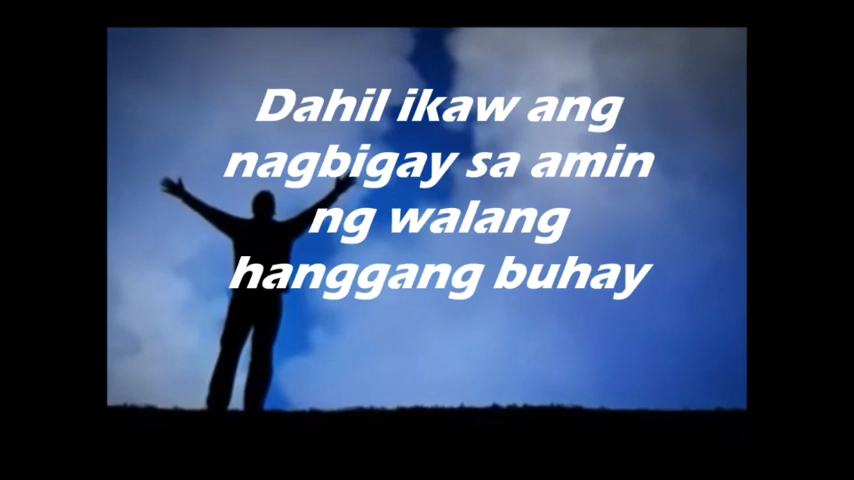 Dahil ikaw ang
nagbigay sa amin
ng walang
hanggang buhay